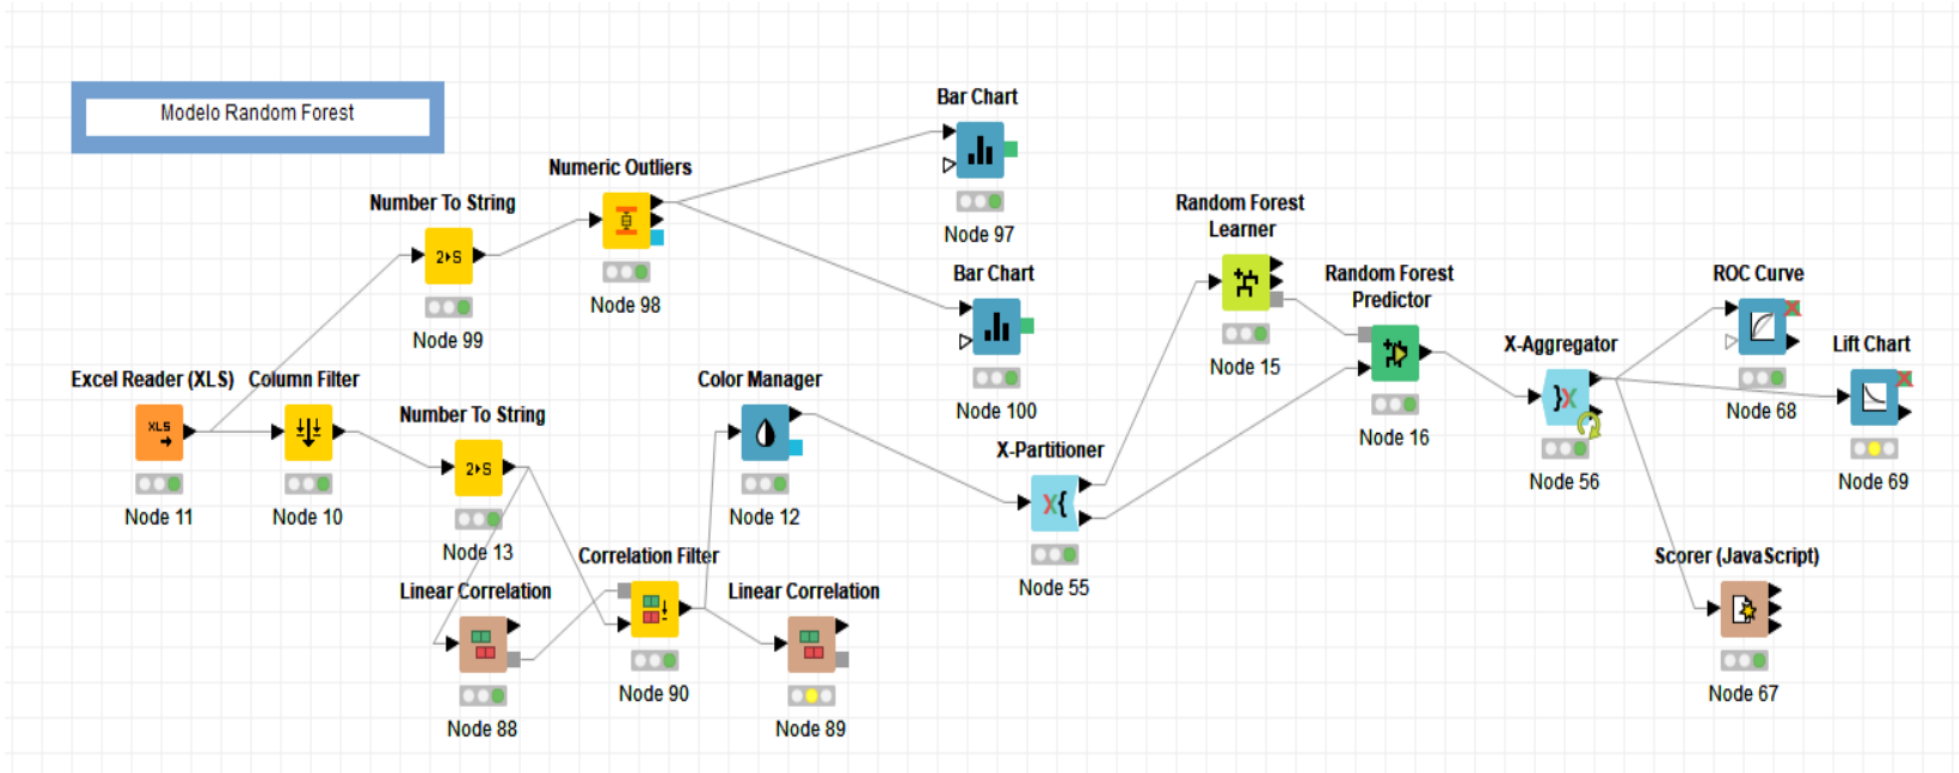 Modelo Random Forest
Bar Chart
Node 97
Numeric Outliers
Node 98
Number To String
2▸S
Node 99
Bar Chart
Node 100
Random Forest
Learner
Node 15
Random Forest
Predictor
Node 16
ROC Curve
Node 68
X-Aggregator
}X
Node 56
Lift Chart
Node 69
Excel Reader (XLS)
XLS
Node 11
Column Filter
Node 10
Number To String
2▸S
Node 13
Color Manager
Node 12
X-Partitioner
X{
Node 55
Linear Correlation
Node 88
Correlation Filter
Node 90
Linear Correlation
Node 89
Scorer (JavaScript)
Node 67